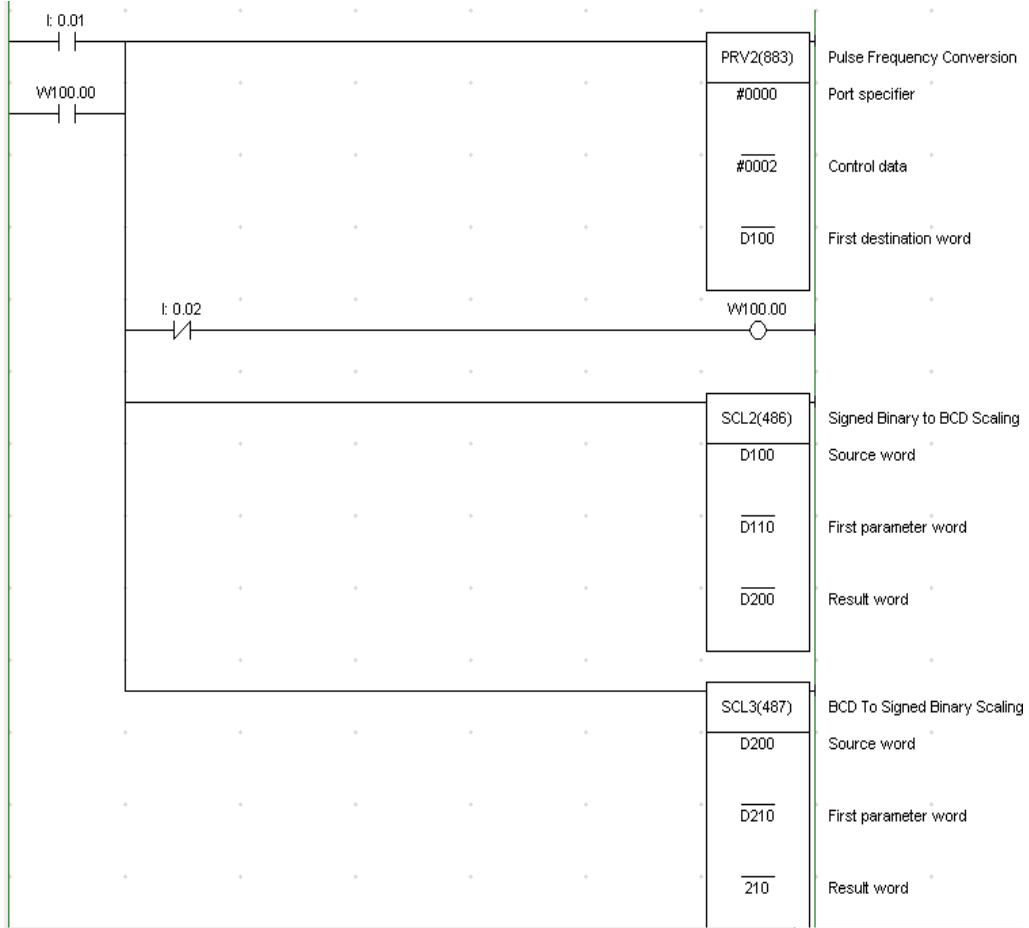 I: 0.01
PRV2(883) Pulse Frequency Conversion
W100.00 #0000 Port specifier
#0002 Control data
D100 First destination word
I: 0.02 W100.00
SCL2(486) Signed Binary to BCD Scaling
D100 Source word
D110 First parameter word
D200 Result word
SCL3(487) BCD To Signed Binary Scaling
D200 Source word
D210 First parameter word
210 Result word